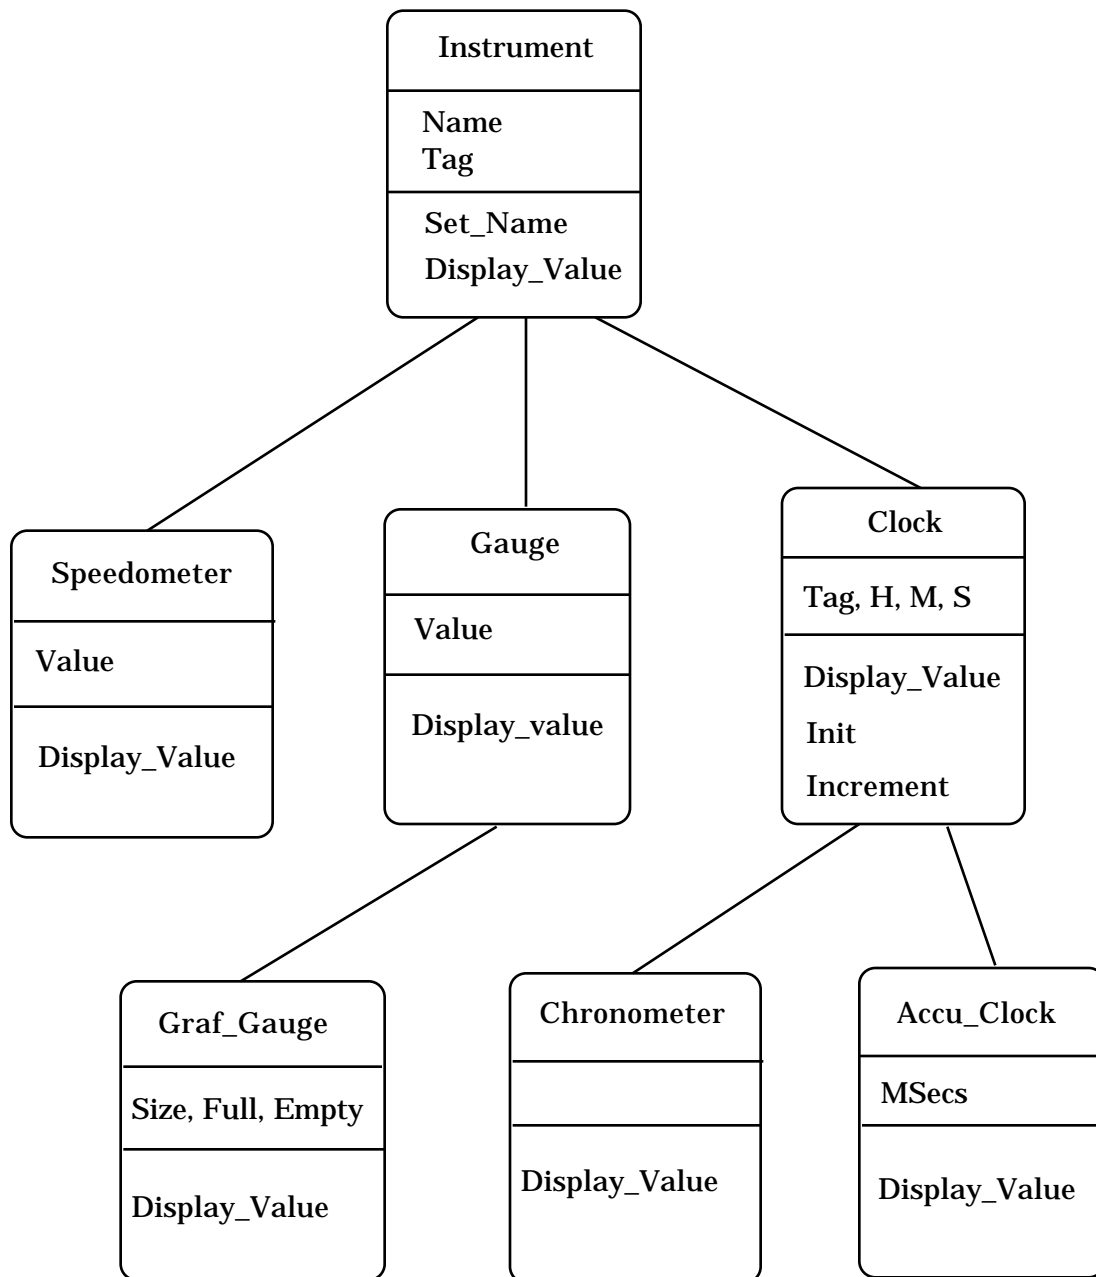 Instrument
Name
Tag
Set_Name
Display_Value
Speedometer
Value
Display_Value
Gauge
Value
Display_value
Clock
Tag, H, M, S
Display_Value
Init
Increment
Graf_Gauge
Size, Full, Empty
Display_Value
Chronometer
Display_Value
Accu_Clock
MSecs
Display_Value